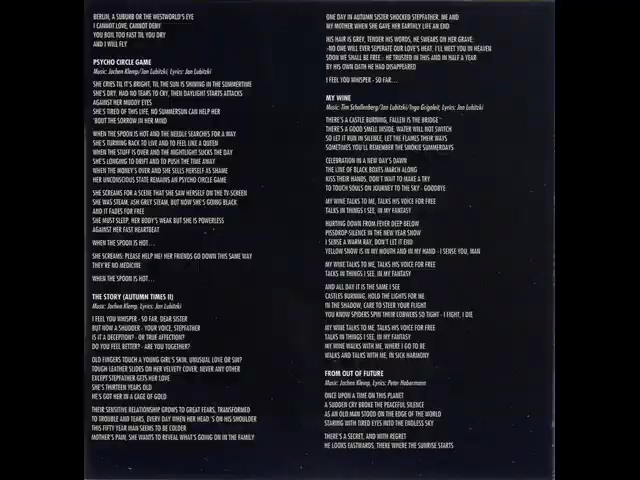 BERLIN, A SUBURB OR THE WESTWORLD'S EYE
I CANNOT LOVE, CANNOT DENY
YOU BOIL TOO FAST TIL YOU DRY
AND I WILL FLY
PSYCHO CIRCLE GAME
Music: Jochen Klemp/Jan Lubitzki, Lyrics: Jan Lubitzki
SHE CRIES TIL IT'S BRIGHT, TIL THE SUN IS SHINING IN THE SUMMERTIME
SHE'S DRY. HAD NO TEARS TO CRY, THEN DAYLIGHT STARTS ATTACKS
AGAINST HER MUDDY EYES
SHE'S TIRED OF THIS LIFE, NO SUMMERSUN CAN HELP HER
'BOUT THE SORROW IN HER MIND
WHEN THE SPOON IS HOT AND THE NEEDLE SEARCHES FOR A WAY
SHE'S TURNING BACK TO LIVE AND TO FEEL LIKE A QUEEN
WHEN THE STUFF IS OVER AND THE NIGHTLIGHT SUCKS THE DAY
SHE'S LONGING TO DRIFT AND TO PUSH THE TIME AWAY
WHEN THE MONEY'S OVER AND SHE SELLS HERSELF AS SHAME
HER UNCONSCIOUS STATE REMAINS AN PSYCHO CIRCLE GAME
SHE SCREAMS FOR A SCENE THAT SHE SAW HERSELF ON THE TV-SCREEN
SHE WAS STEAM, ASH GREY STEAM, BUT NOW SHE'S GOING BLACK
AND IT FADES FOR FREE
SHE MUST SLEEP, HER BODY'S WEAK BUT SHE IS POWERLESS
AGAINST HER FAST HEARTBEAT
WHEN THE SPOON IS HOT...
SHE SCREAMS: PLEASE HELP ME! HER FRIENDS GO DOWN THIS SAME WAY
THEY'RE NO MEDICINE
WHEN THE SPOON IS HOT...
THE STORY (AUTUMN TIMES II)
Music: Jochen Klemp, Lyrics: Jan Lubitzki
I FEEL YOU WHISPER - SO FAR, DEAR SISTER
BUT NOW A SHUDDER - YOUR VOICE, STEPFATHER
IS IT A DECEPTION? - OR TRUE AFFECTION?
DO YOU FEEL BETTER? - ARE YOU TOGETHER?
OLD FINGERS TOUCH A YOUNG GIRL'S SKIN. UNUSUAL LOVE OR SIN?
TOUGH LEATHER SLIDES ON HER VELVETY COVER. NEVER ANY OTHER
EXCEPT STEPFATHER GETS HER LOVE
SHE'S THIRTEEN YEARS OLD
HE'S GOT HER IN A CAGE OF GOLD
THEIR SENSITIVE RELATIONSHIP GROWS TO GREAT FEARS, TRANSFORMED
TO TROUBLE AND TEARS, EVERY DAY WHEN HER HEAD 'S ON HIS SHOULDER
THIS FIFTY YEAR MAN SEEMS TO BE COLDER
MOTHER'S PAIN, SHE WANTS TO REVEAL WHAT'S GOING ON IN THE FAMILY
ONE DAY IN AUTUMN SISTER SHOCKED STEPFATHER, ME AND
MY MOTHER WHEN SHE GAVE HER EARTHLY LIFE AN END
HIS HAIR IS GREY, TENDER HIS WORDS, HE SWEARS ON HER GRAVE:
»NO ONE WILL EVER SEPERATE OUR LOVE'S HEAT, I'LL MEET YOU IN HEAVEN
SOON WE SHALL BE FREE« HE TRUSTED IN THIS AND IN HALF A YEAR
BY HIS OWN OATH HE HAD DISAPPEARED
I FEEL YOU WHISPER - SO FAR...
MY WINE
Music: Tim Schallenberg/Jan Lubitzki/Ingo Grigoleit, Lyrics: Jan Lubitzki
THERE'S A CASTLE BURNING, FALLEN IS THE BRIDGE
THERE'S A GOOD SMELL INSIDE, WATER WILL NOT SWITCH
SO LET IT RUN IN SILENCE, LET THE FLAMES THEIR WAYS
SOMETIMES YOU'LL REMEMBER THE SMOKIE SUMMERDAYS
CELEBRATION IN A NEW DAY'S DAWN
THE LINE OF BLACK BOXES MARCH ALONG
KISS THEIR HANDS, DON'T WAIT TO MAKE A TRY
TO TOUCH SOULS ON JOURNEY TO THE SKY - GOODBYE
MY WINE TALKS TO ME, TALKS HIS VOICE FOR FREE
TALKS IN THINGS I SEE, IN MY FANTASY
HURTING DOWN FROM FEVER DEEP BELOW
PISSDROP-SILENCE IN THE NEW YEAR SNOW
I SENSE A WARM RAY, DON'T LET IT END
YELLOW SNOW IS IN MY MOUTH AND IN MY HAND - I SENSE YOU, MAN
MY WINE TALKS TO ME, TALKS HIS VOICE FOR FREE
TALKS IN THINGS I SEE, IN MY FANTASY
AND ALL DAY IT IS THE SAME I SEE
CASTLES BURNING, HOLD THE LIGHTS FOR ME
IN THE SHADOW, CARE TO STEER YOUR FLIGHT
YOU KNOW SPIDERS SPIN THEIR COBWEBS SO TIGHT - I FIGHT, I DIE
MY WINE TALKS TO ME, TALKS HIS VOICE FOR FREE
TALKS IN THINGS I SEE, IN MY FANTASY
MY WINE WALKS WITH ME, WHERE I GO TO BE
WALKS AND TALKS WITH ME, IN SICK HARMONY
FROM OUT OF FUTURE
Music: Jochen Klemp, Lyrics: Peter Habermann
ONCE UPON A TIME ON THIS PLANET
A SUDDEN CRY BROKE THE PEACEFUL SILENCE
AS AN OLD MAN STOOD ON THE EDGE OF THE WORLD
STARING WITH TIRED EYES INTO THE ENDLESS SKY
THERE'S A SECRET, AND WITH REGRET
HE LOOKS EASTWARDS, THERE WHERE THE SUNRISE STARTS